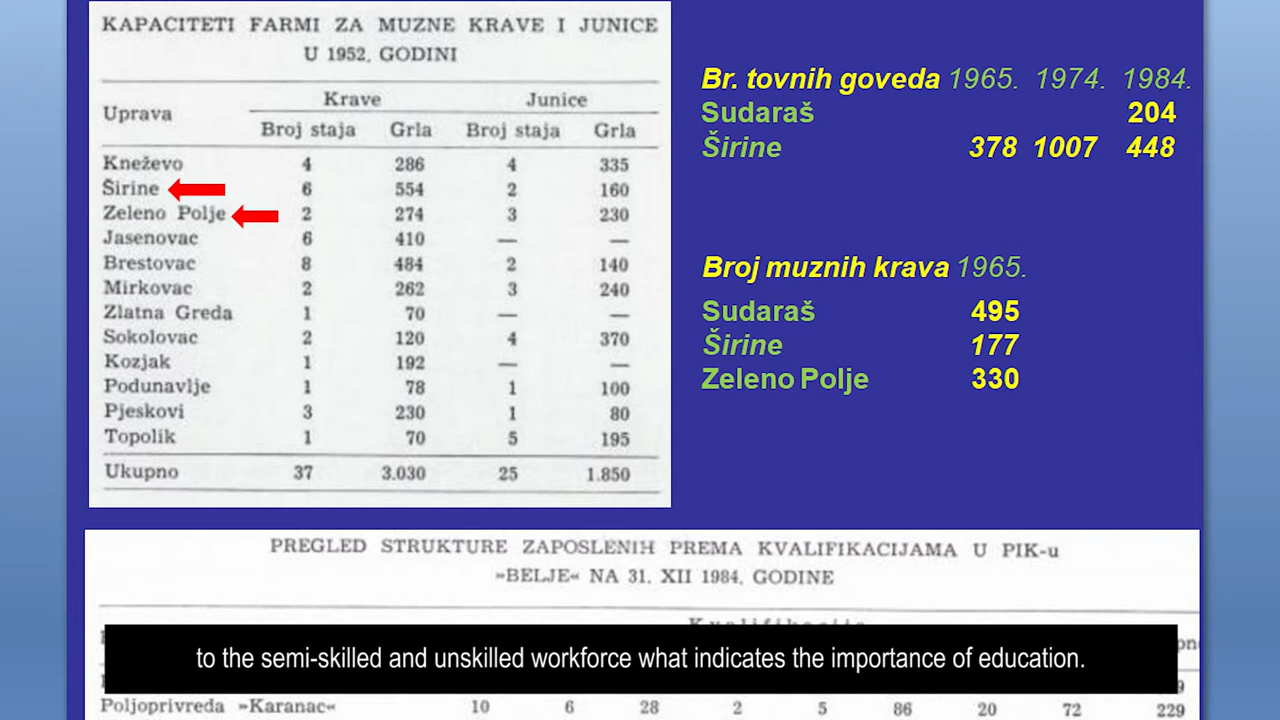 KAPACITETI FARMI ZA MUZNE KRAVE I JUNICE
U 1952. GODINI
Uprava Krave Junice
Broj staja Grla Broj staja Grla
Kneževo 4 286 4 335
Širine 6 554 2 160
Zeleno Polje 2 274 3 230
Jasenovac 6 410 — —
Brestovac 8 484 2 140
Mirkovac 2 262 3 240
Zlatna Greda 1 70 — —
Sokolovac 2 120 4 370
Kozjak 1 192 — —
Podunavlje 1 78 1 100
Pjeskovi 3 230 1 80
Topolik 1 70 5 195
Ukupno 37 3.030 25 1.850
Br. tovnih goveda 1965. 1974. 1984.
Sudaraš 204
Širine 378 1007 448
Broj muznih krava 1965.
Sudaraš 495
Širine 177
Zeleno Polje 330
PREGLED STRUKTURE ZAPOSLENIH PREMA KVALIFIKACIJAMA U PIK-u
»BELJE« NA 31. XII 1984. GODINE
to the semi-skilled and unskilled workforce what indicates the importance of education.
Poljoprivreda »Karanac« 10 6 28 2 5 86 20 72 229